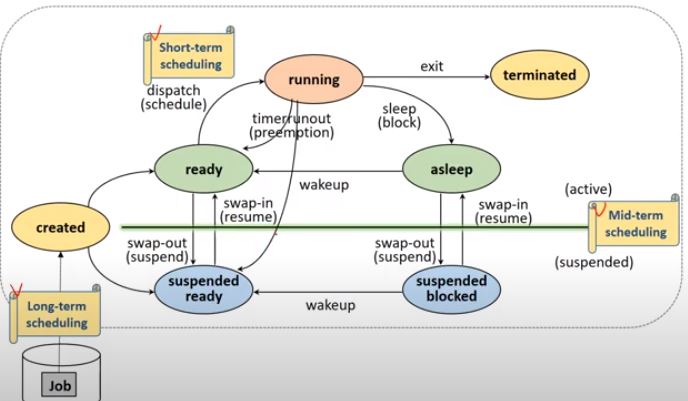 Short-term
scheduling
dispatch
(schedule)
running
exit
terminated
timerrunout
(preemption)
sleep
(block)
ready
wakeup
asleep
created
swap-in
(resume)
swap-in
(resume)
(active)
Mid-term
scheduling
(suspended)
swap-out
(suspend)
swap-out
(suspend)
suspended
ready
wakeup
suspended
blocked
Long-term
scheduling
Job